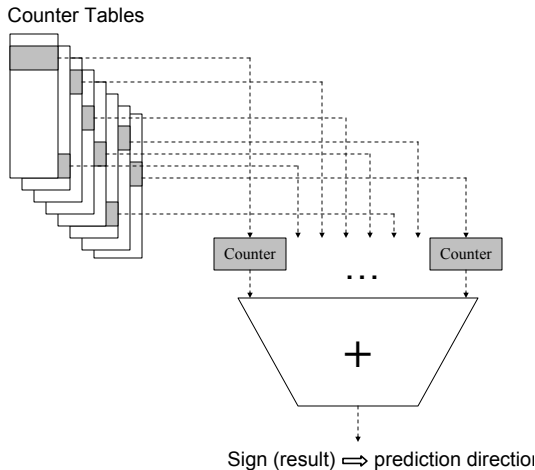 Counter Tables
Counter
...
Counter
+
Sign (result) ⇒ prediction direction